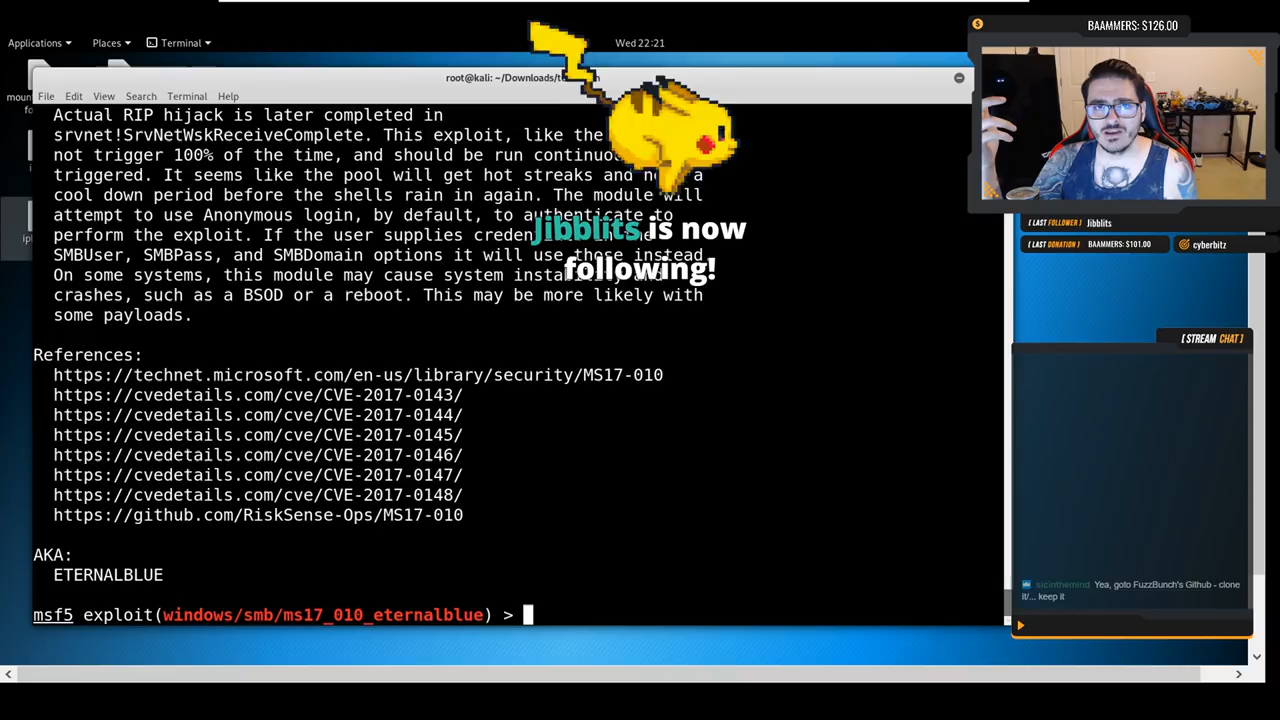 BAAMMERS: $126.00
Applications
Places
Terminal
Wed 22:21
root@kali: ~/Downloads/
File Edit View Search Terminal Help
Actual RIP hijack is later completed in
srvnet!SrvNetWskReceiveComplete. This exploit, like the
not trigger 100% of the time, and should be run
triggered. It seems like the pool will get hot streaks and a
cool down period before the shells rain in again. The module will
attempt to use Anonymous login, by default, to authenticate to
perform the exploit. If the user supplies
SMBUser, SMBPass, and SMBDomain options it will use those instead
On some systems, this module may cause system
crashes, such as a BSOD or a reboot. This may be more likely with
some payloads.
Jibblits is now
following!
References:
https://technet.microsoft.com/en-us/library/security/MS17-010
https://cvedetails.com/cve/CVE-2017-0143/
https://cvedetails.com/cve/CVE-2017-0144/
https://cvedetails.com/cve/CVE-2017-0145/
https://cvedetails.com/cve/CVE-2017-0146/
https://cvedetails.com/cve/CVE-2017-0147/
https://cvedetails.com/cve/CVE-2017-0148/
https://github.com/RiskSense-Ops/MS17-010
AKA:
ETERNALBLUE
msf5 exploit(windows/smb/ms17_010_eternalblue) >
[ LAST FOLLOWER ] Jibblits
[ LAST DONATION ] BAAMMERS: $101.00 cyberbitz
[ STREAM CHAT ]
sicinthemind Yea, goto FuzzBunch's Github - clone
it/... keep it